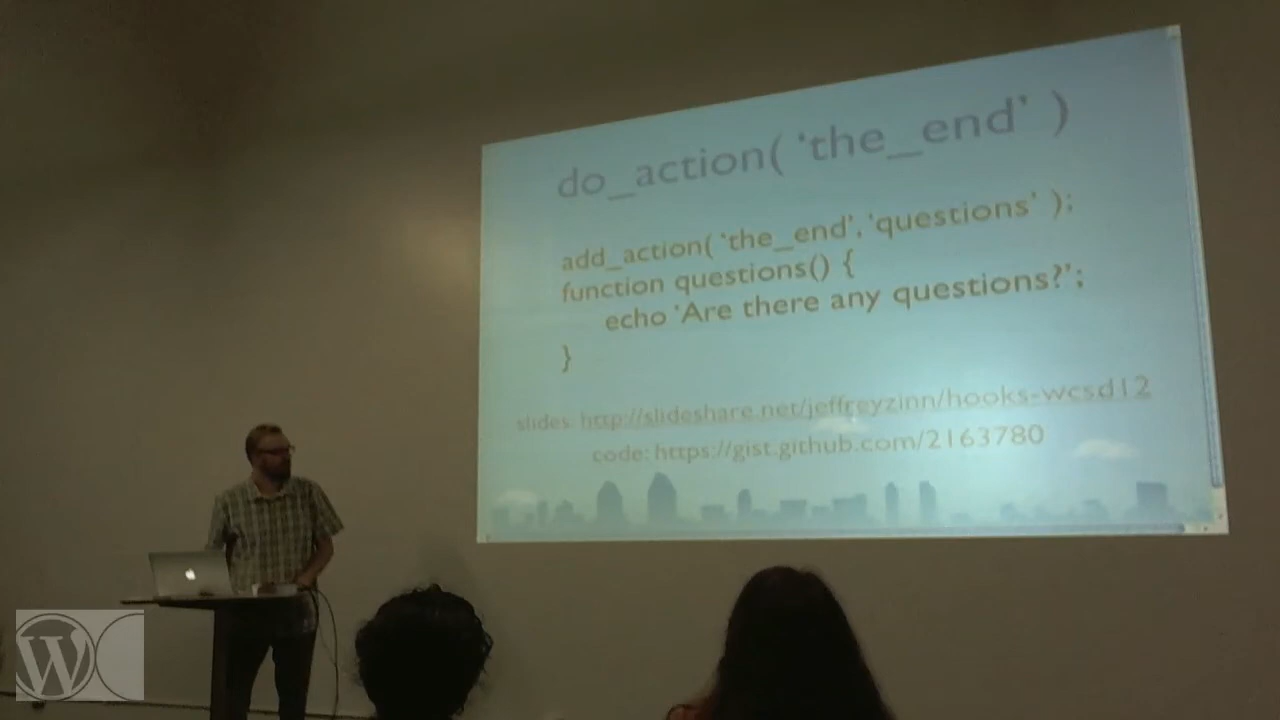 do_action( 'the_end' )
add_action( 'the_end', 'questions' );
function questions() {
echo 'Are there any questions?';
}
slides: http://slideshare.net/jeffreyzinn/hooks-wcsd12
code: https://gist.github.com/2163780
WC